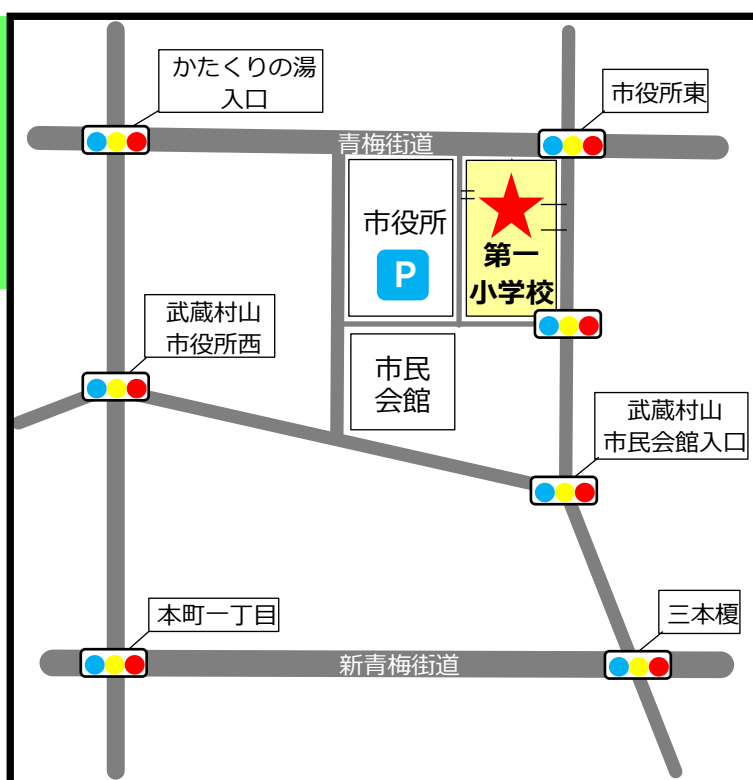 かたくりの湯
入口
市役所東
青梅街道
市役所
P
第一
小学校
武蔵村山
市役所西
市民
会館
武蔵村山
市民会館入口
本町一丁目
三本榎
新青梅街道